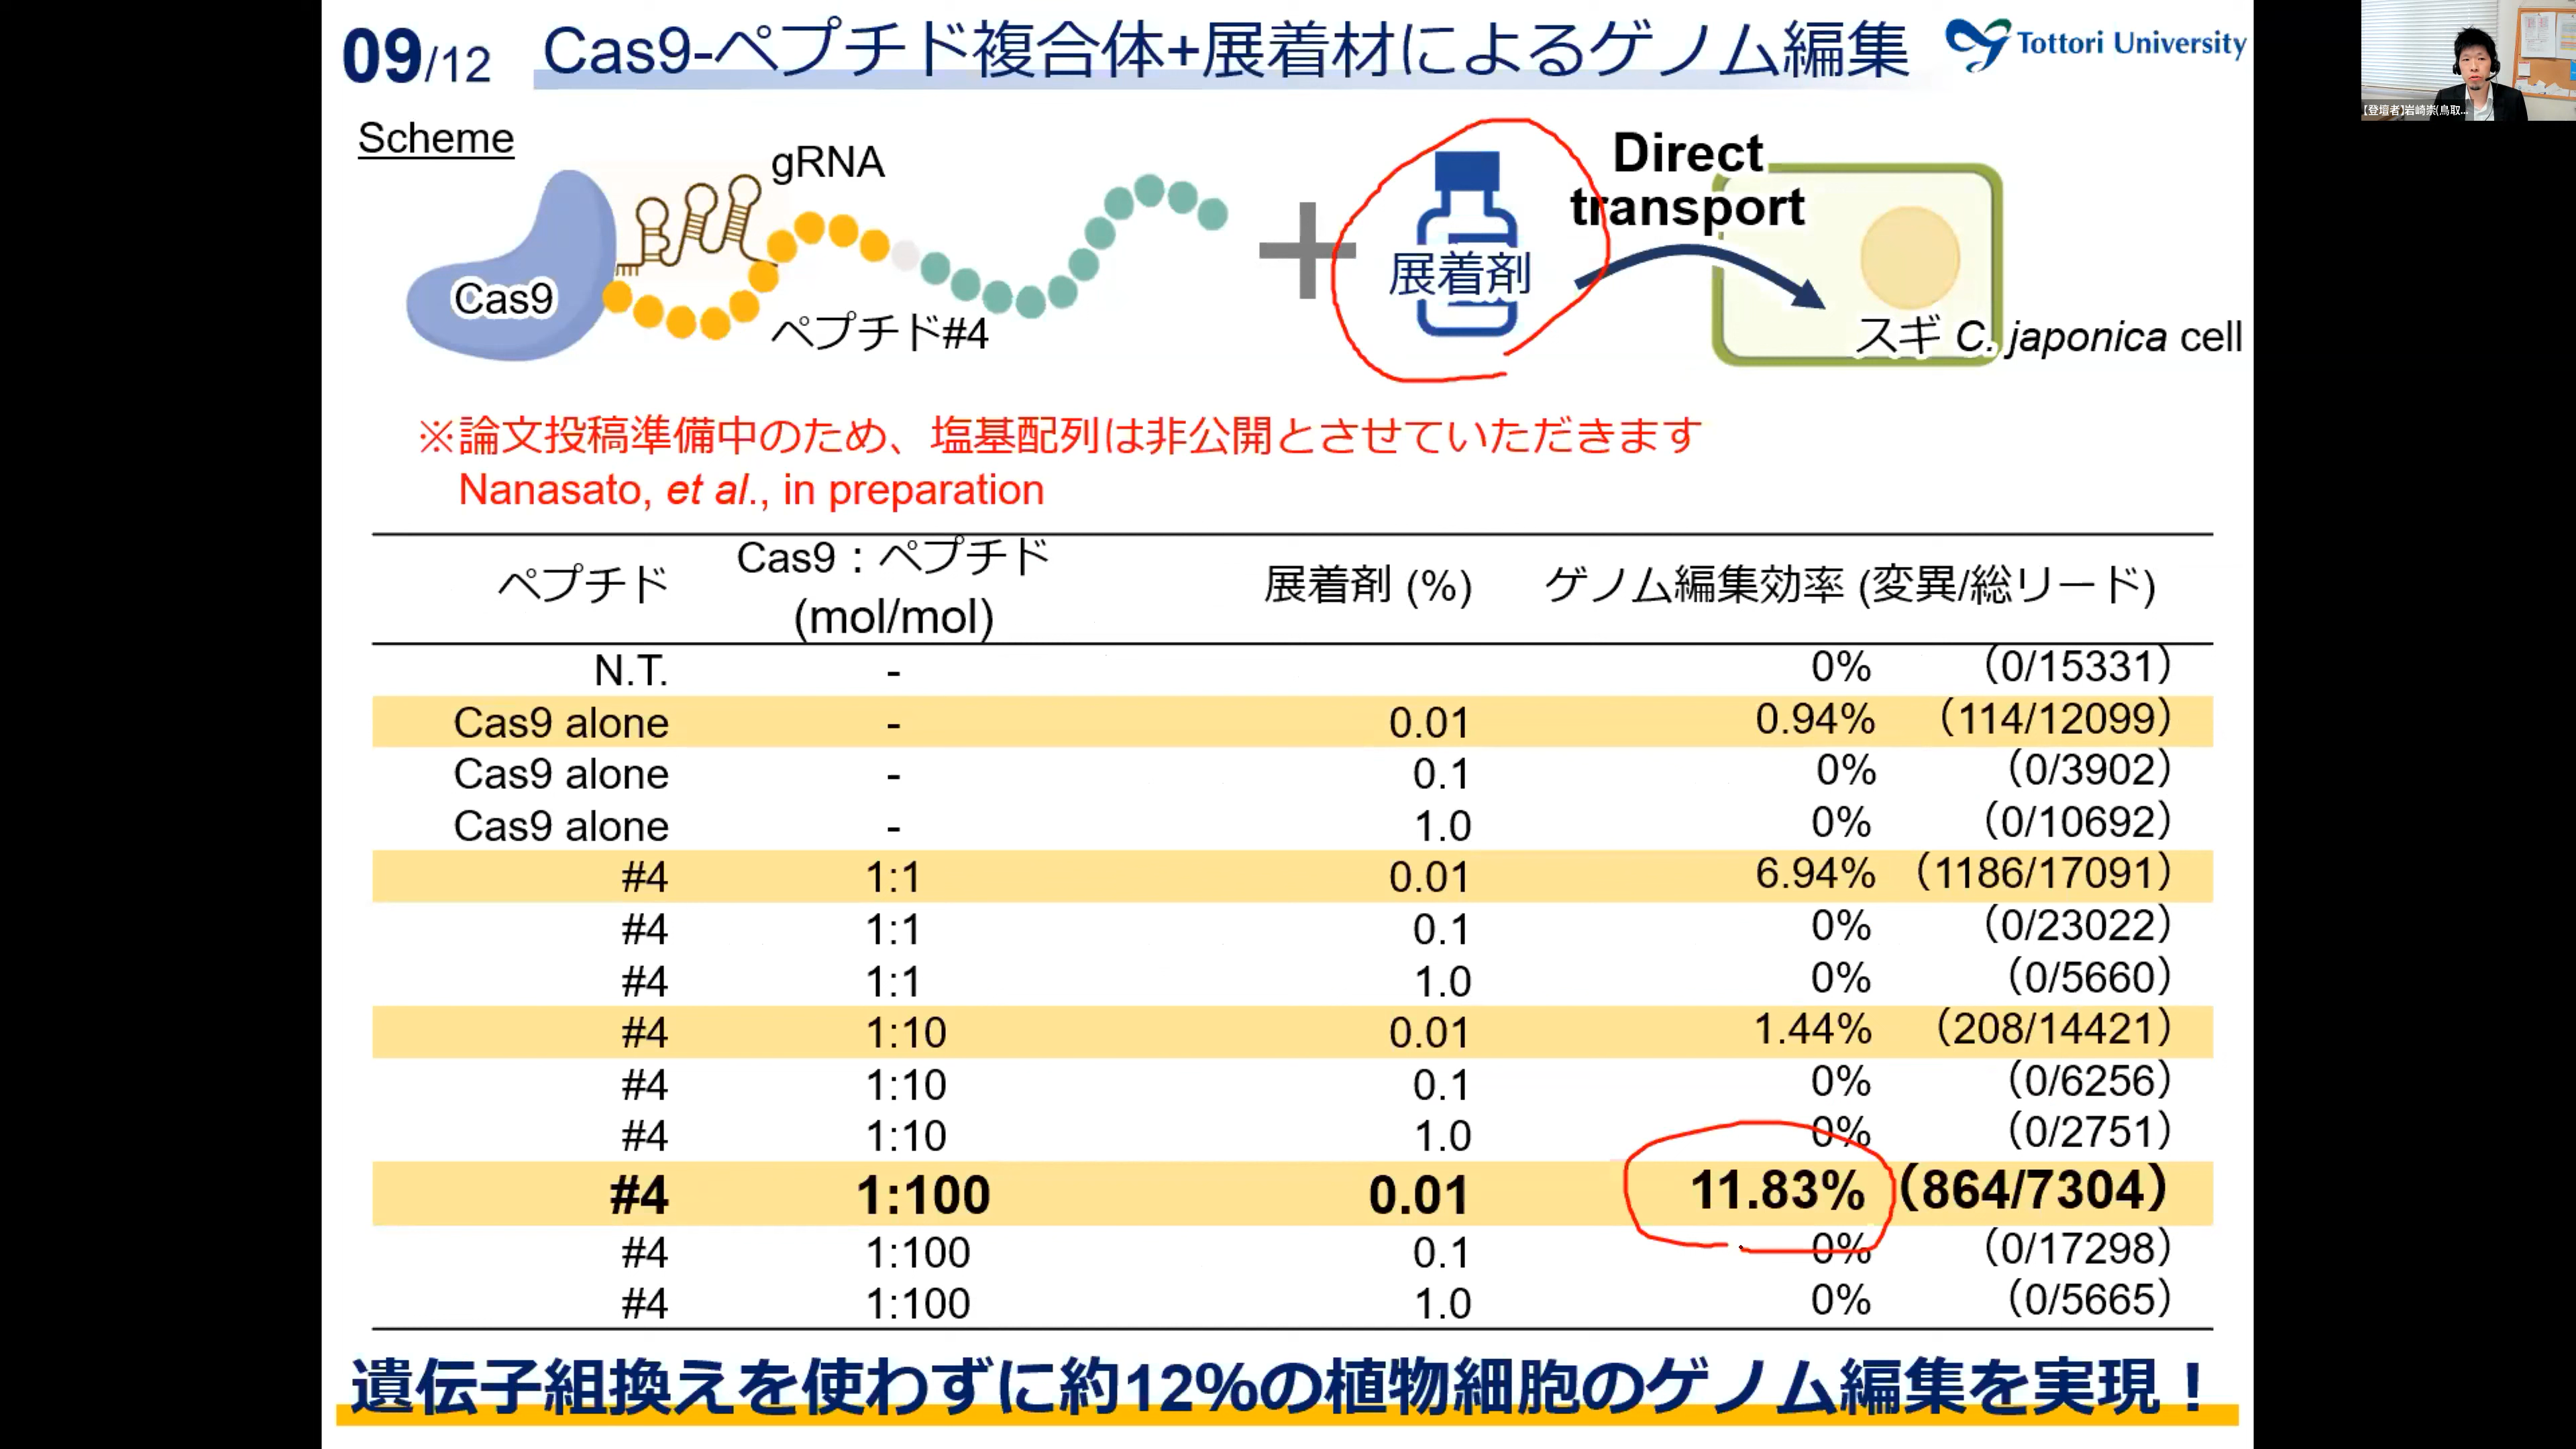 09/12 Cas9-ペプチド複合体+展着材によるゲノム編集 Tottori University
【登壇者】岩崎崇(鳥取...
Scheme
gRNA
Cas9
ペプチド#4
展着剤
Direct
transport
スギ C. japonica cell
※論文投稿準備中のため、塩基配列は非公開とさせていただきます
Nanasato, et al., in preparation
ペプチド Cas9：ペプチド (mol/mol) 展着剤 (%) ゲノム編集効率 (変異/総リード)
N.T. - 0% (0/15331)
Cas9 alone - 0.01 0.94% (114/12099)
Cas9 alone - 0.1 0% (0/3902)
Cas9 alone - 1.0 0% (0/10692)
#4 1:1 0.01 6.94% (1186/17091)
#4 1:1 0.1 0% (0/23022)
#4 1:1 1.0 0% (0/5660)
#4 1:10 0.01 1.44% (208/14421)
#4 1:10 0.1 0% (0/6256)
#4 1:10 1.0 0% (0/2751)
#4 1:100 0.01 11.83% (864/7304)
#4 1:100 0.1 0% (0/17298)
#4 1:100 1.0 0% (0/5665)
遺伝子組換えを使わずに約12%の植物細胞のゲノム編集を実現！